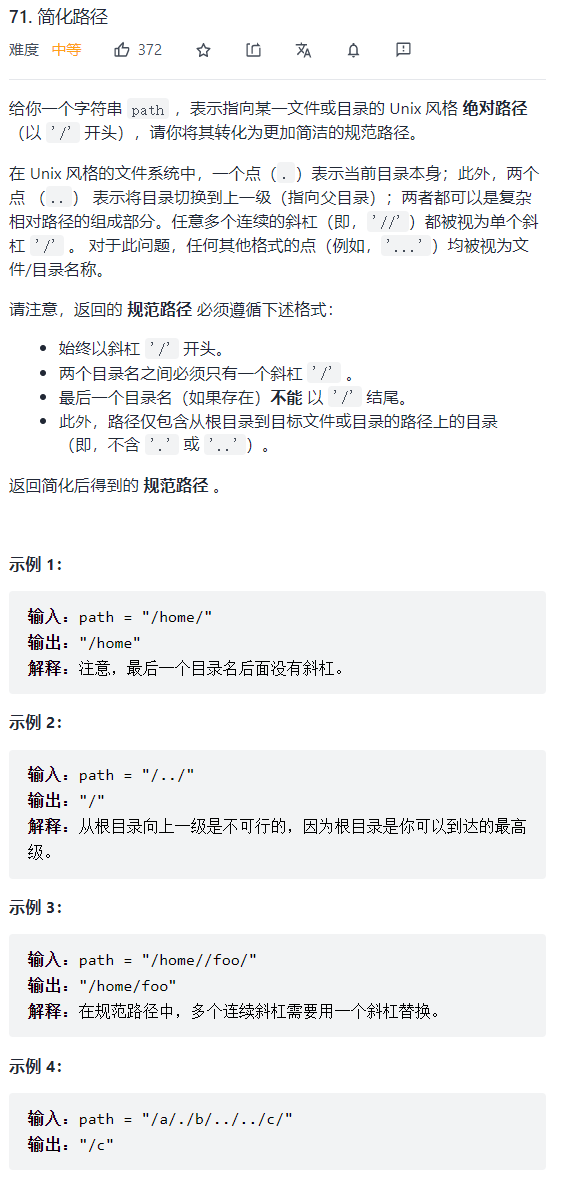 71. 简化路径
难度 中等 372
给你一个字符串 path ，表示指向某一文件或目录的 Unix 风格 绝对路径
（以 '/' 开头），请你将其转化为更加简洁的规范路径。
在 Unix 风格的文件系统中，一个点（.）表示当前目录本身；此外，两个
点 （..） 表示将目录切换到上一级（指向父目录）；两者都可以是复杂
相对路径的组成部分。任意多个连续的斜杠（即，'//'）都被视为单个斜
杠 '/' 。 对于此问题，任何其他格式的点（例如，'...'）均被视为文
件/目录名称。
请注意，返回的 规范路径 必须遵循下述格式：
• 始终以斜杠 '/' 开头。
• 两个目录名之间必须只有一个斜杠 '/' 。
• 最后一个目录名（如果存在）不能 以 '/' 结尾。
• 此外，路径仅包含从根目录到目标文件或目录的路径上的目录
（即，不含 '.' 或 '..'）。
返回简化后得到的 规范路径 。
示例 1：
输入：path = "/home/"
输出："/home"
解释：注意，最后一个目录名后面没有斜杠。
示例 2：
输入：path = "/../"
输出："/"
解释：从根目录向上一级是不可行的，因为根目录是你可以到达的最高
级。
示例 3：
输入：path = "/home//foo/"
输出："/home/foo"
解释：在规范路径中，多个连续斜杠需要用一个斜杠替换。
示例 4：
输入：path = "/a/./b/../../c/"
输出："/c"